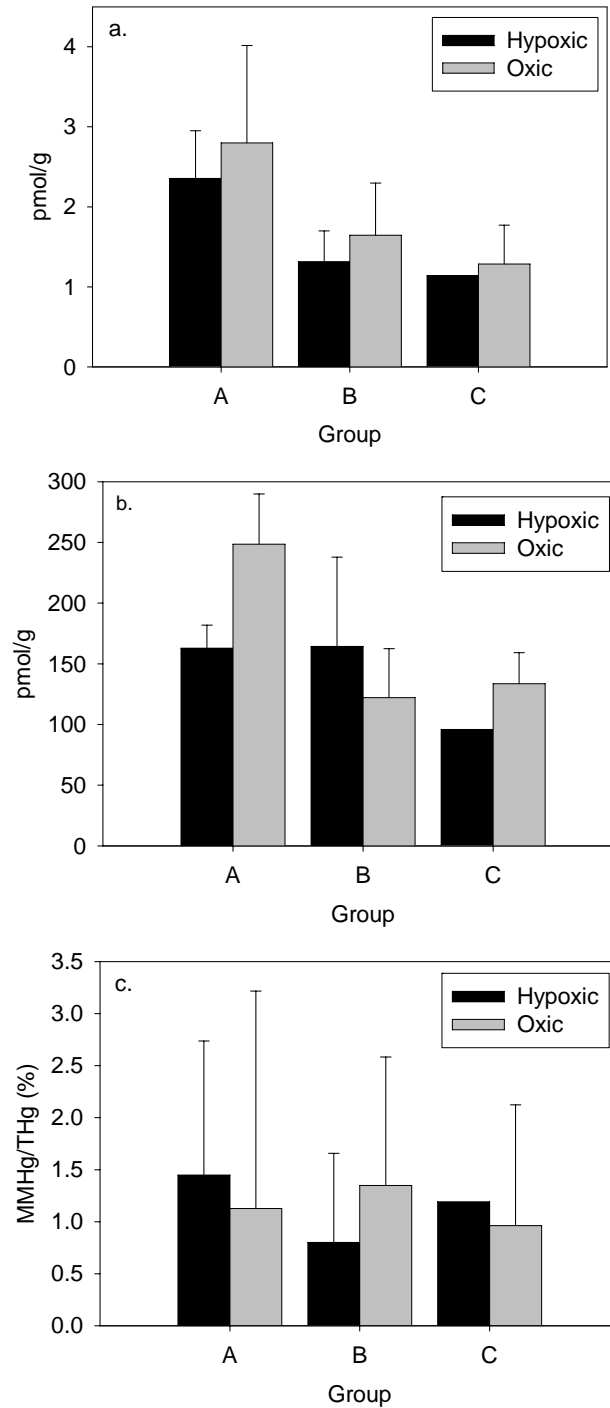 a.
Hypoxic
Oxic
4
3
2
1
0
pmol/g
A B C
Group
b.
Hypoxic
Oxic
300
250
200
150
100
50
0
pmol/g
A B C
Group
c.
Hypoxic
Oxic
3.5
3.0
2.5
2.0
1.5
1.0
0.5
0.0
MMHg/THg (%)
A B C
Group